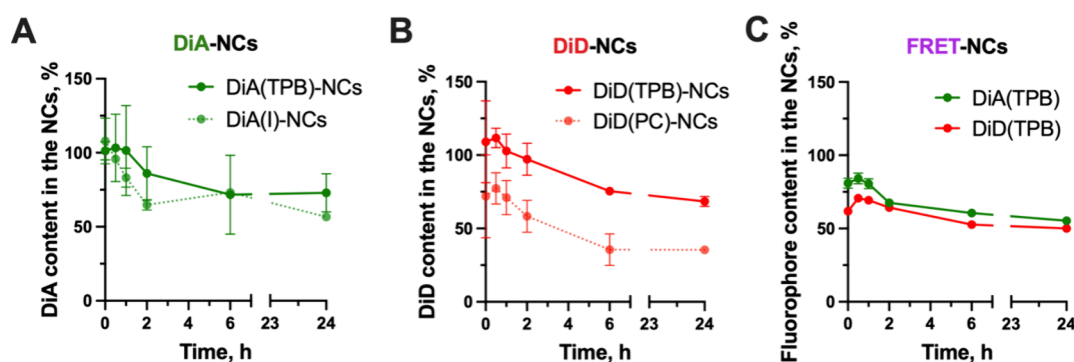 A
DiA-NCs
DiA content in the NCs, %
150
100
50
0
DiA(TPB)-NCs
DiA(I)-NCs
0 2 6 23 24
Time, h
B
DiD-NCs
DiD content in the NCs, %
150
100
50
0
DiD(TPB)-NCs
DiD(PC)-NCs
0 2 6 23 24
Time, h
C
FRET-NCs
Fluorophore content in the NCs, %
150
100
50
0
DiA(TPB)
DiD(TPB)
0 2 6 23 24
Time, h